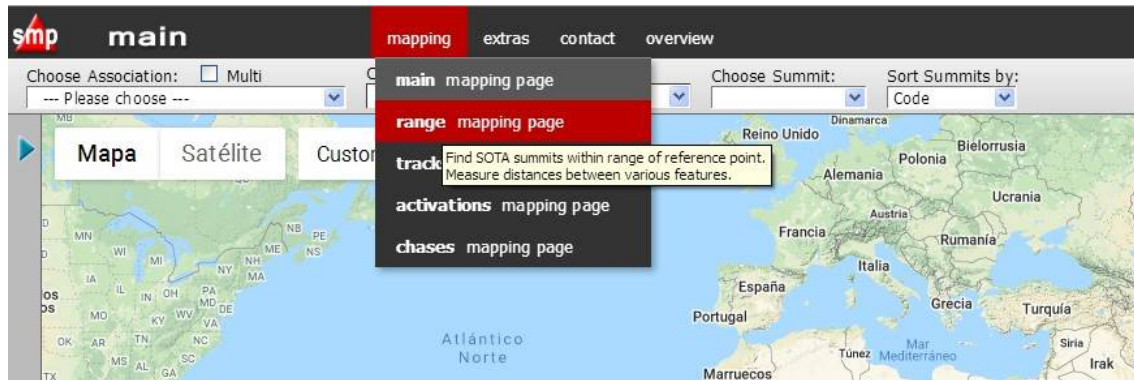 smp main mapping extras contact overview
Choose Association: Multi C Choose Summit: Sort Summits by:
--- Please choose --- Code
main mapping page
range mapping page
track
activations mapping page
chases mapping page
Find SOTA summits within range of reference point.
Measure distances between various features.
Mapa Satélite Custor
MB
Dinamarca
Reino Unido
Bielorrusia
Polonia
Alemania
Ucrania
Austria
Francia
Rumanía
Italia
España
Portugal
Grecia
Turquía
Atlántico
Norte
Túnez
Mar
Mediterráneo
Siria
Irak
Marruecos
D
MN
NB PE
WI MI ME NS
NH
NY MA
IA
IL IN OH PA
MD DE
MO KY WV VA
OK AR TN NC
MS AL SC
TX GA